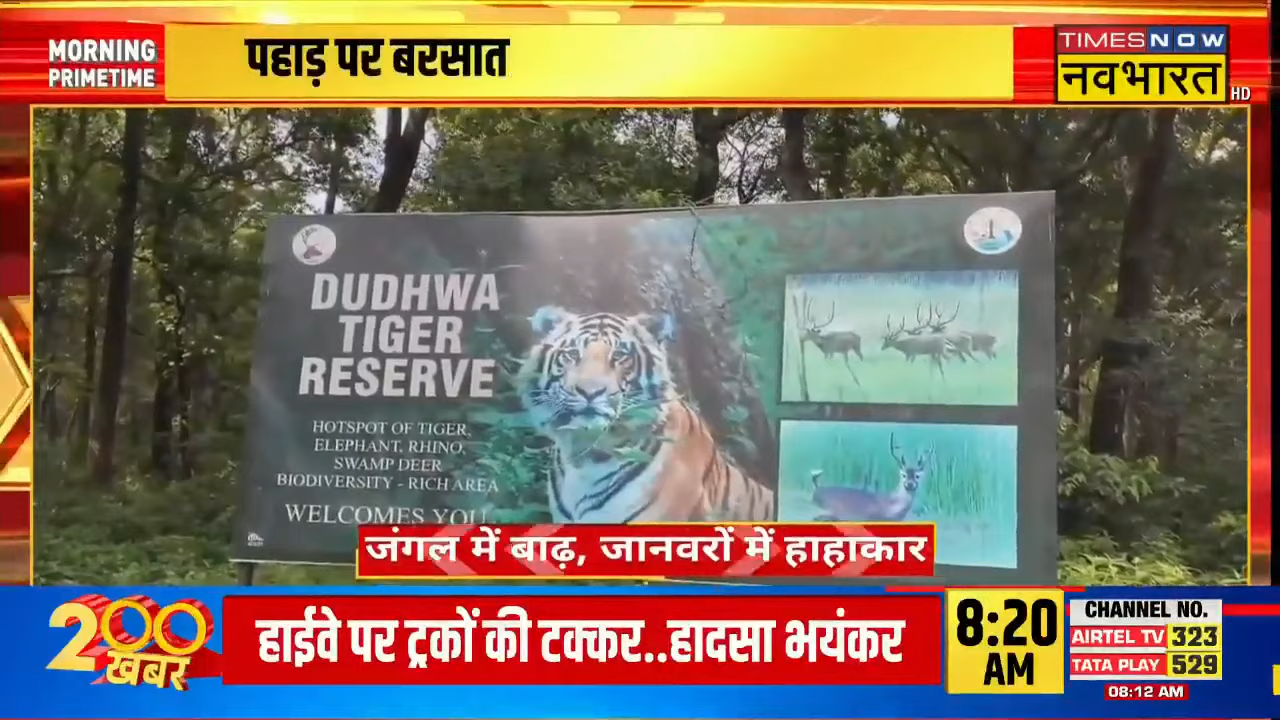 MORNING
PRIMETIME
पहाड़ पर बरसात
TIMES NOW
नवभारत
HD
DUDHWA
TIGER
RESERVE
HOTSPOT OF TIGER,
ELEPHANT, RHINO,
SWAMP DEER
BIODIVERSITY - RICH AREA
WELCOMES YOU
जंगल में बाढ़, जानवरों में हाहाकार
200
खबर
हाईवे पर ट्रकों की टक्कर..हादसा भयंकर
8:20
AM
CHANNEL NO.
AIRTEL TV 323
TATA PLAY 529
08:12 AM